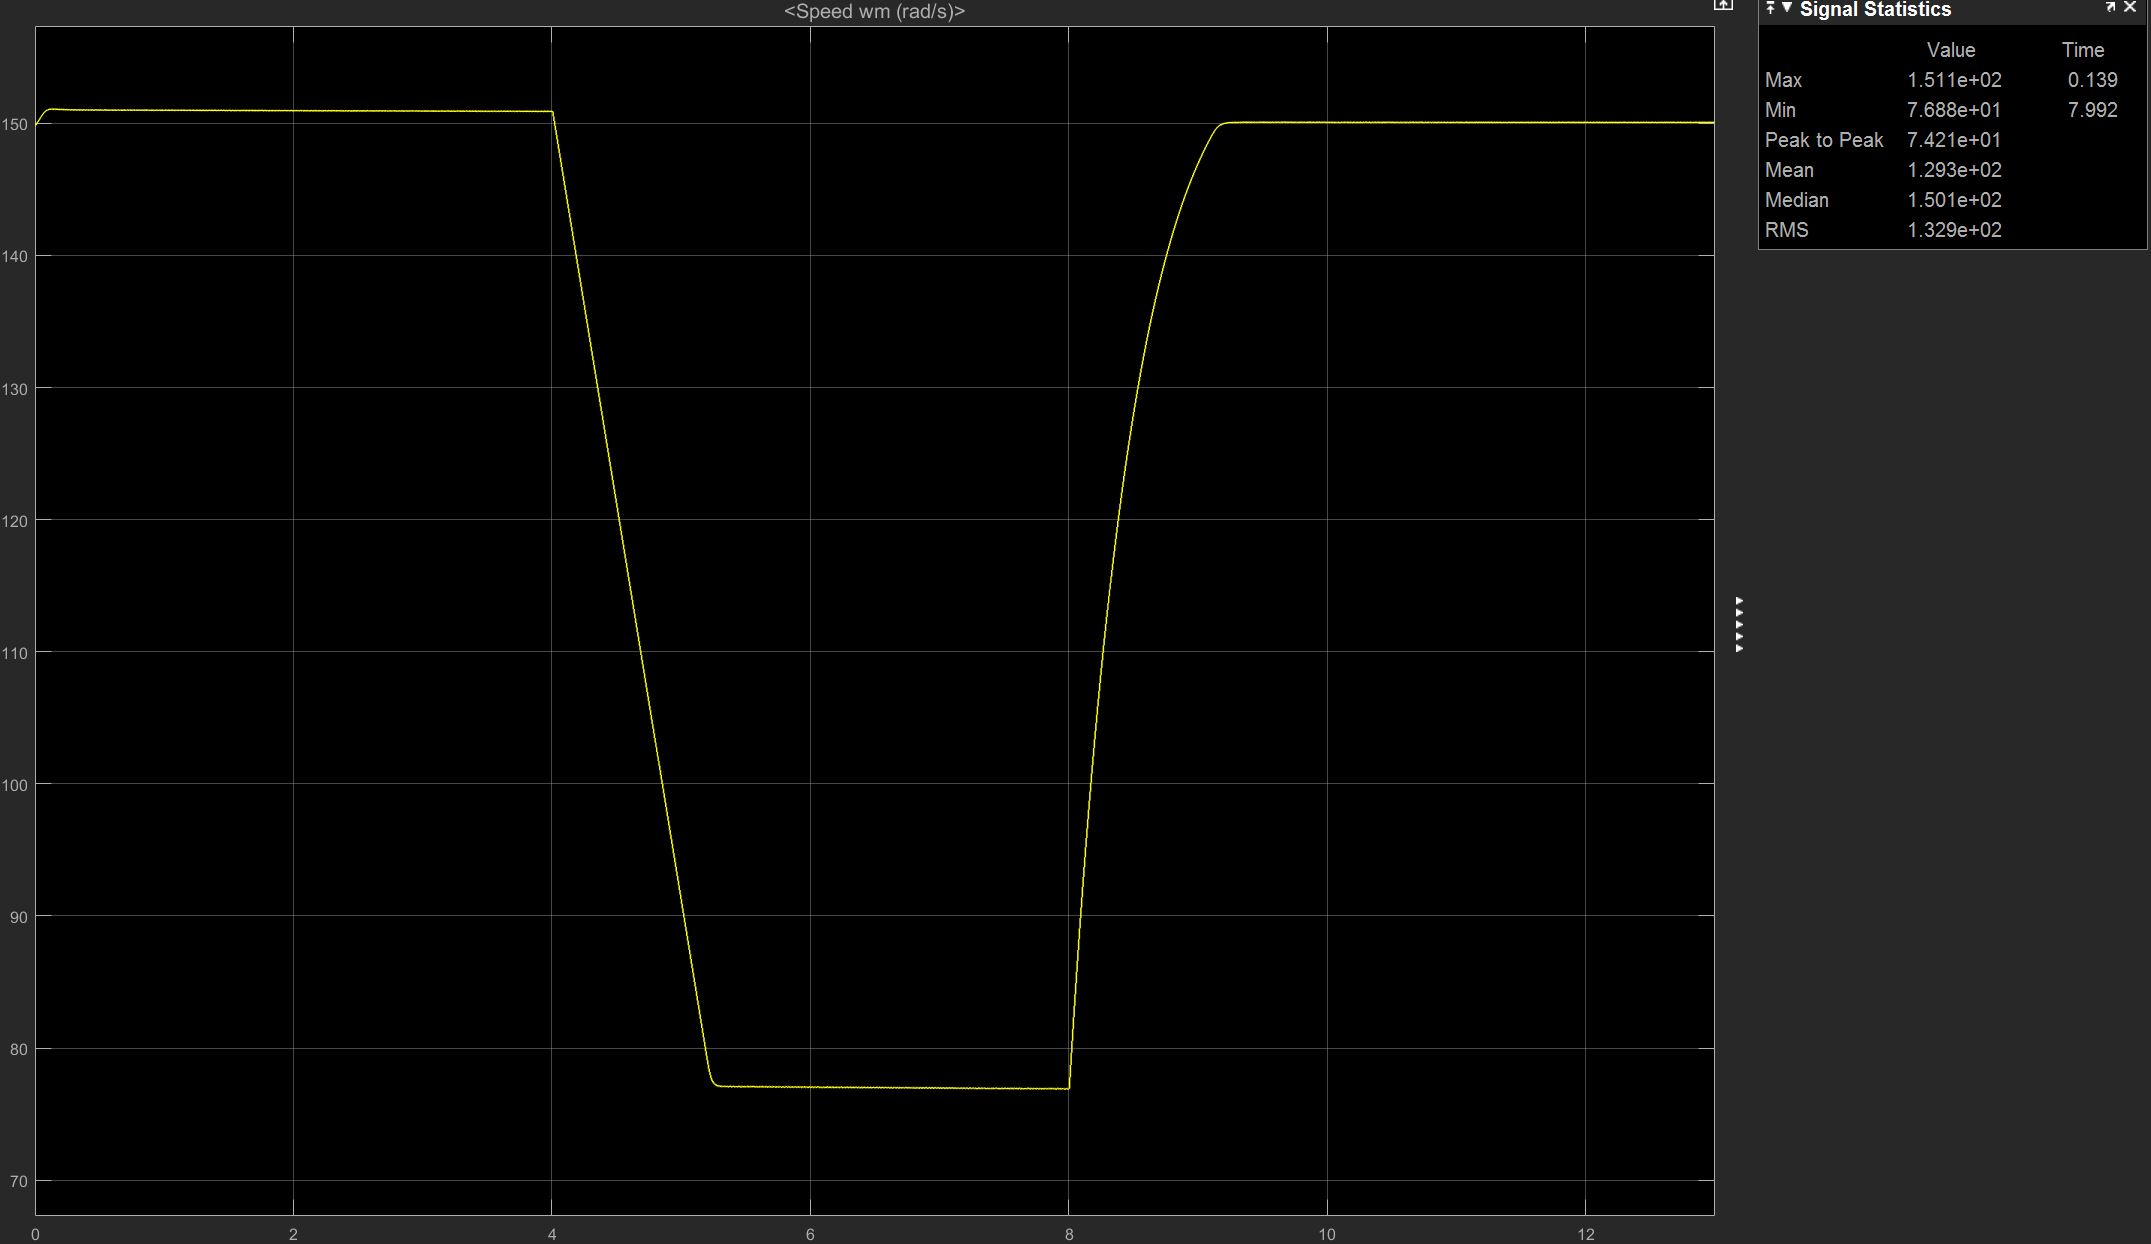 <Speed wm (rad/s)>
150
140
130
120
110
100
90
80
70
0 2 4 6 8 10 12
Signal Statistics
Value Time
Max 1.511e+02 0.139
Min 7.688e+01 7.992
Peak to Peak 7.421e+01
Mean 1.293e+02
Median 1.501e+02
RMS 1.329e+02